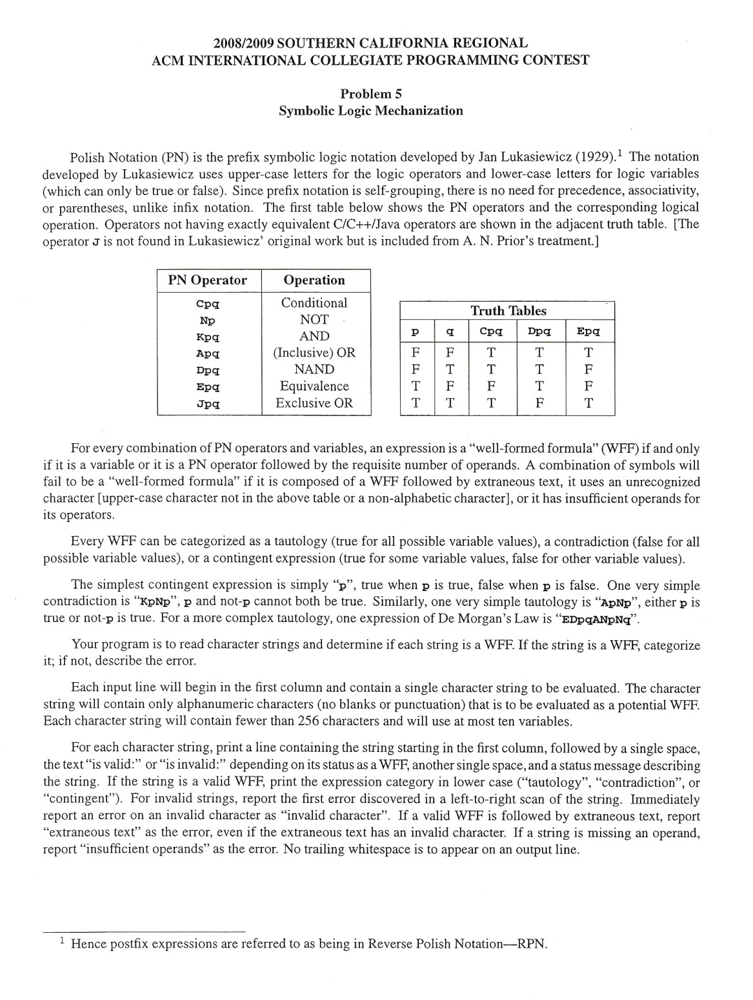 2008/2009 SOUTHERN CALIFORNIA REGIONAL
ACM INTERNATIONAL COLLEGIATE PROGRAMMING CONTEST
Problem 5
Symbolic Logic Mechanization
Polish Notation (PN) is the prefix symbolic logic notation developed by Jan Lukasiewicz (1929).¹ The notation
developed by Lukasiewicz uses upper-case letters for the logic operators and lower-case letters for logic variables
(which can only be true or false). Since prefix notation is self-grouping, there is no need for precedence, associativity,
or parentheses, unlike infix notation. The first table below shows the PN operators and the corresponding logical
operation. Operators not having exactly equivalent C/C++/Java operators are shown in the adjacent truth table. [The
operator J is not found in Lukasiewicz' original work but is included from A. N. Prior's treatment.]
PN Operator Operation
Cpq Conditional
Np NOT
Kpq AND
Apq (Inclusive) OR
Dpq NAND
Epq Equivalence
Jpq Exclusive OR
Truth Tables
p q Cpq Dpq Epq
F F T T T
F T T T F
T F F T F
T T T F T
For every combination of PN operators and variables, an expression is a “well-formed formula” (WFF) if and only
if it is a variable or it is a PN operator followed by the requisite number of operands. A combination of symbols will
fail to be a “well-formed formula” if it is composed of a WFF followed by extraneous text, it uses an unrecognized
character [upper-case character not in the above table or a non-alphabetic character], or it has insufficient operands for
its operators.
Every WFF can be categorized as a tautology (true for all possible variable values), a contradiction (false for all
possible variable values), or a contingent expression (true for some variable values, false for other variable values).
The simplest contingent expression is simply “p”, true when p is true, false when p is false. One very simple
contradiction is “KpNp”, p and not-p cannot both be true. Similarly, one very simple tautology is “ApNp”, either p is
true or not-p is true. For a more complex tautology, one expression of De Morgan's Law is “EDpqANpNq”.
Your program is to read character strings and determine if each string is a WFF. If the string is a WFF, categorize
it; if not, describe the error.
Each input line will begin in the first column and contain a single character string to be evaluated. The character
string will contain only alphanumeric characters (no blanks or punctuation) that is to be evaluated as a potential WFF.
Each character string will contain fewer than 256 characters and will use at most ten variables.
For each character string, print a line containing the string starting in the first column, followed by a single space,
the text “is valid:” or “is invalid:” depending on its status as a WFF, another single space, and a status message describing
the string. If the string is a valid WFF, print the expression category in lower case (“tautology”, “contradiction”, or
“contingent”). For invalid strings, report the first error discovered in a left-to-right scan of the string. Immediately
report an error on an invalid character as “invalid character”. If a valid WFF is followed by extraneous text, report
“extraneous text” as the error, even if the extraneous text has an invalid character. If a string is missing an operand,
report “insufficient operands” as the error. No trailing whitespace is to appear on an output line.
¹ Hence postfix expressions are referred to as being in Reverse Polish Notation—RPN.